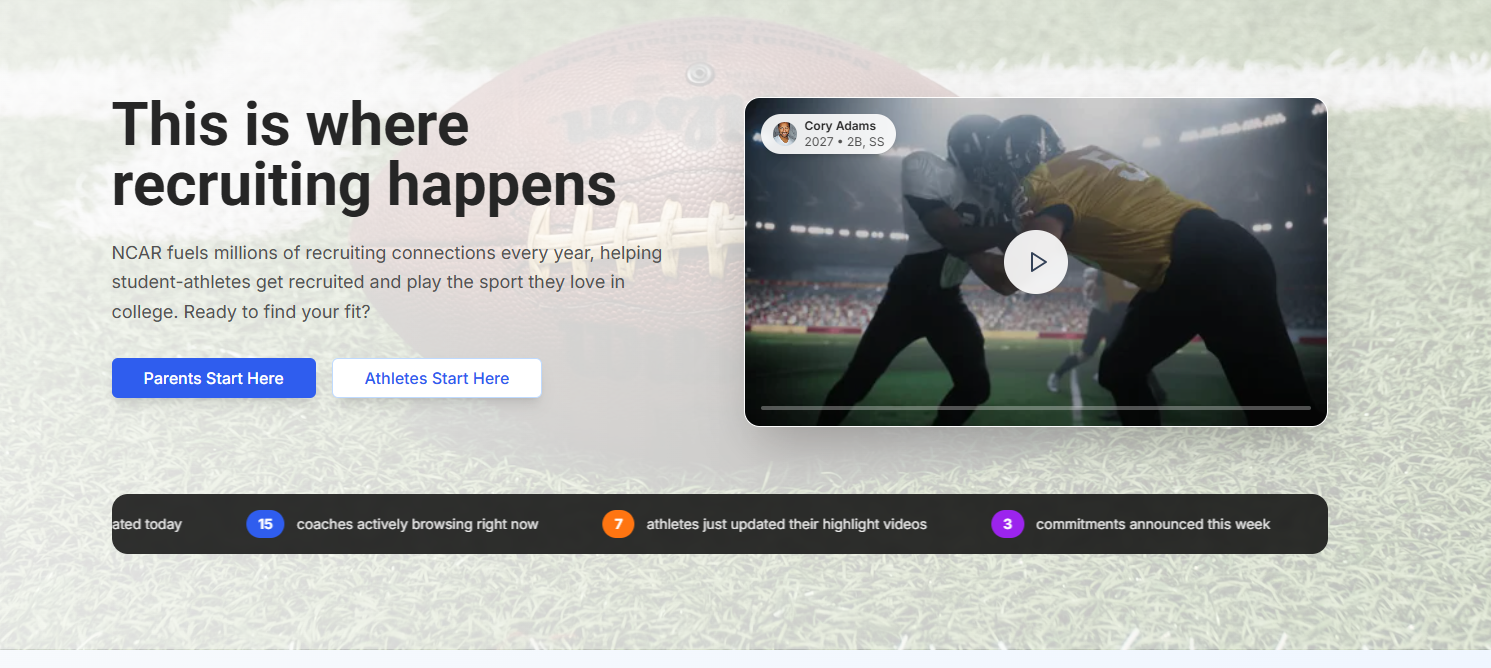 This is where
recruiting happens
NCAR fuels millions of recruiting connections every year, helping
student-athletes get recruited and play the sport they love in
college. Ready to find your fit?
Parents Start Here
Athletes Start Here
Cory Adams
2027 • 2B, SS
ated today
15 coaches actively browsing right now
7 athletes just updated their highlight videos
3 commitments announced this week